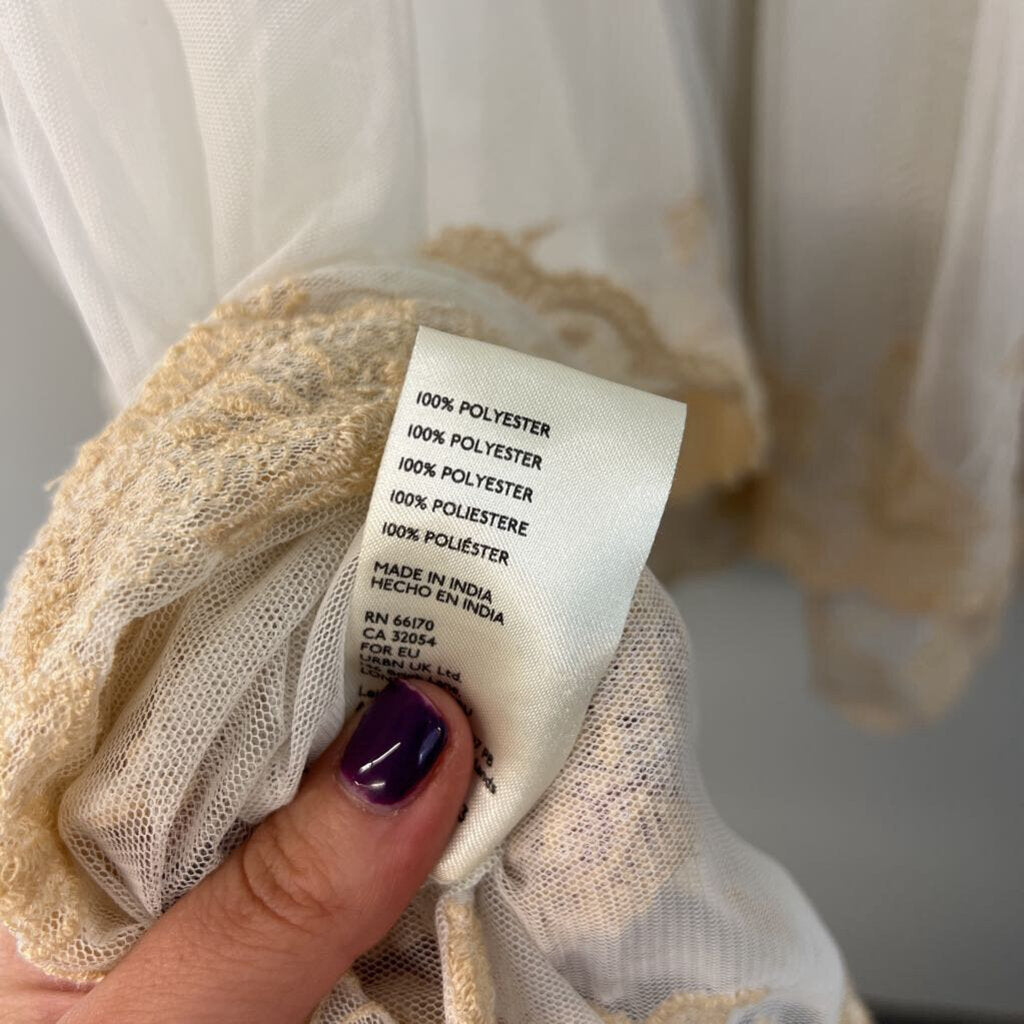 100% POLYESTER
100% POLYESTER
100% POLYESTER
100% POLIESTERE
100% POLIÉSTER
MADE IN INDIA
HECHO EN INDIA
RN 66170
CA 32054
FOR EU
URBN UK Ltd.